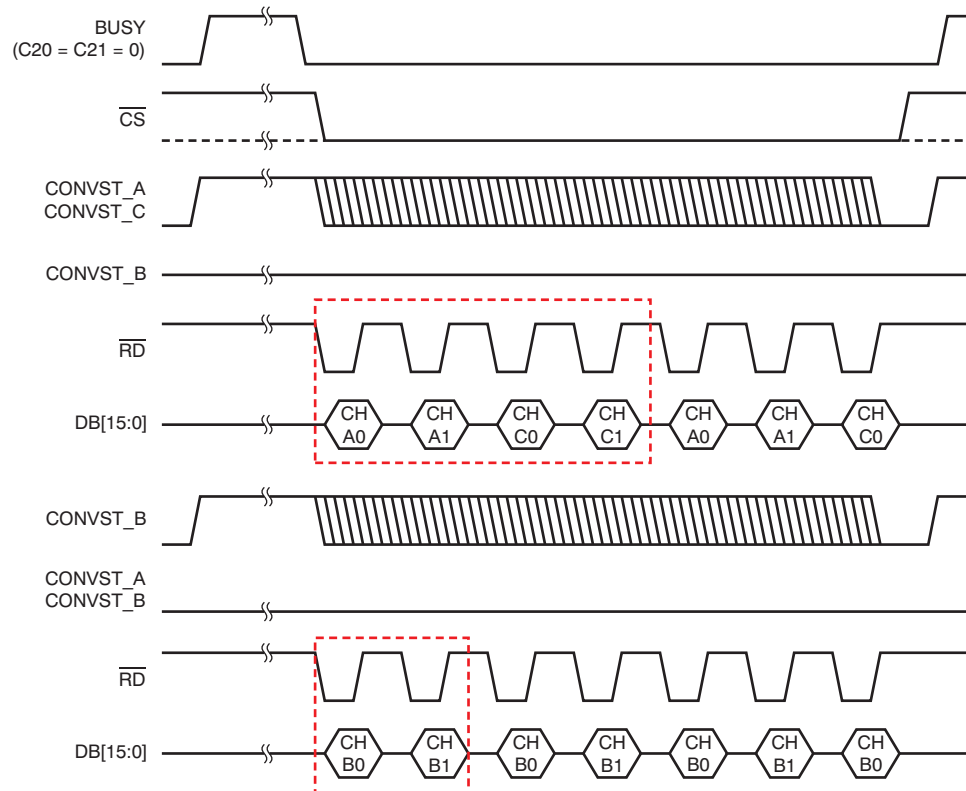 BUSY
(C20 = C21 = 0)
CS
CONVST_A
CONVST_C
CONVST_B
RD
DB[15:0]
CH A0
CH A1
CH C0
CH C1
CH A0
CH A1
CH C0
CONVST_B
CONVST_A
CONVST_B
RD
DB[15:0]
CH B0
CH B1
CH B0
CH B1
CH B0
CH B1
CH B0